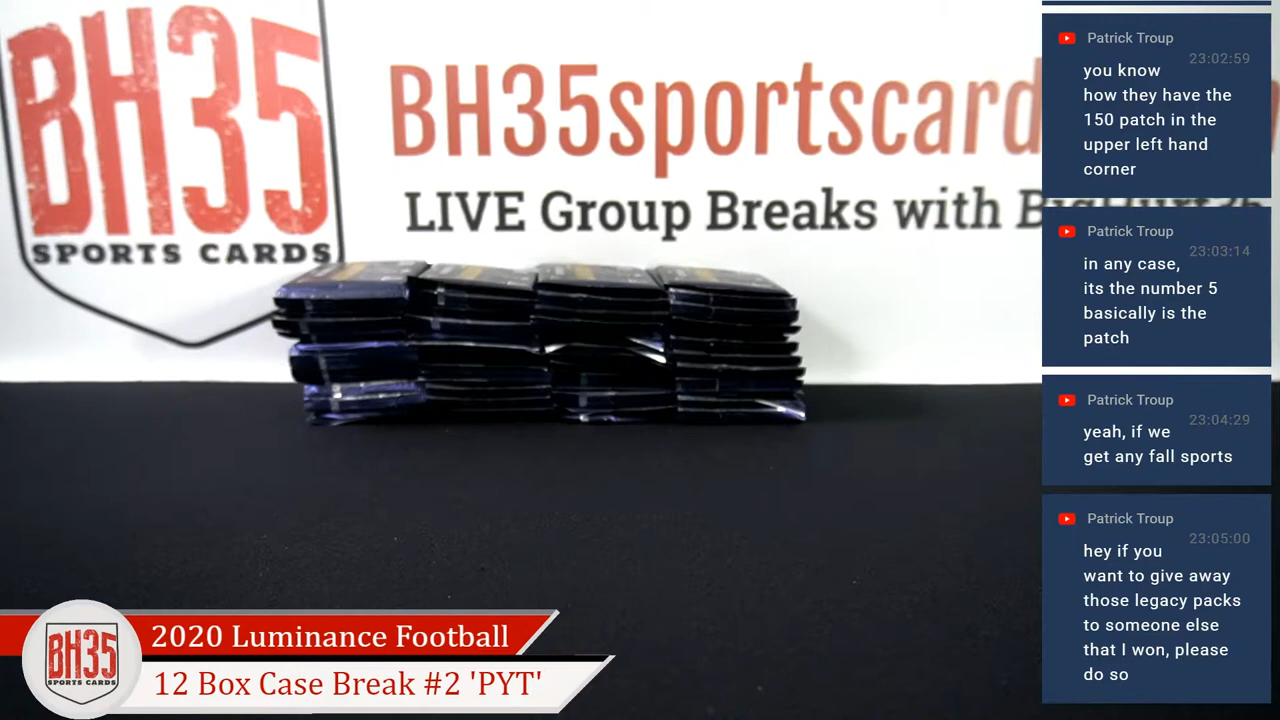 BH35
SPORTS CARDS
BH35sportscard
LIVE Group Breaks with BigHurt35
Patrick Troup
23:02:59
you know
how they have the
150 patch in the
upper left hand
corner
Patrick Troup
23:03:14
in any case,
its the number 5
basically is the
patch
Patrick Troup
23:04:29
yeah, if we
get any fall sports
Patrick Troup
23:05:00
hey if you
want to give away
those legacy packs
to someone else
that I won, please
do so
BH35
SPORTS CARDS
2020 Luminance Football
12 Box Case Break #2 'PYT'